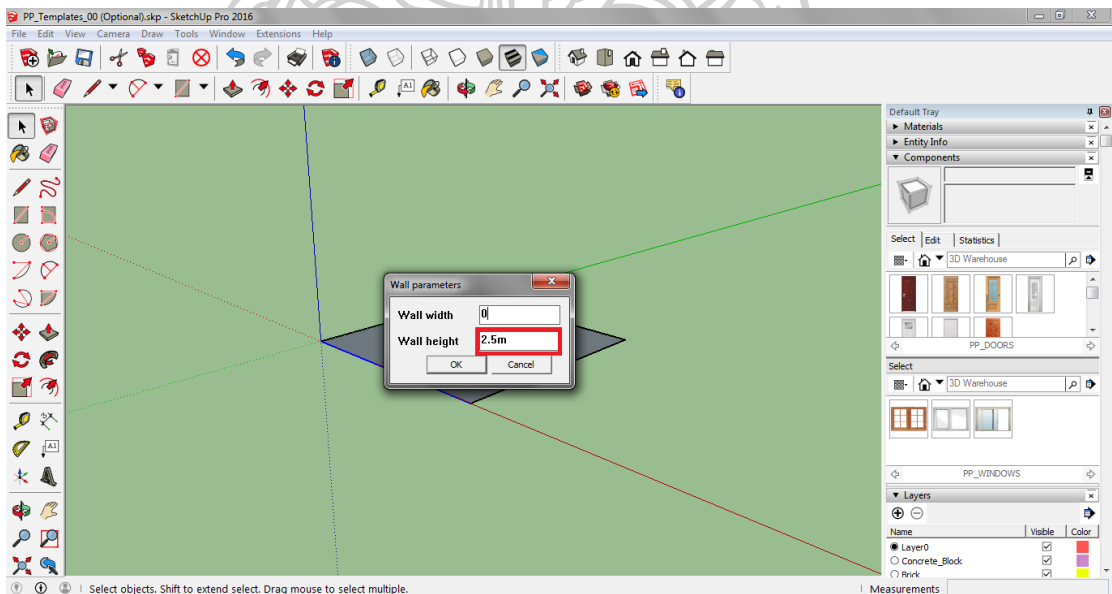 PP_Templates_00 (Optional).skp - SketchUp Pro 2016
File Edit View Camera Draw Tools Window Extensions Help
A1
Default Tray
Materials
Entity Info
Components
Select Edit Statistics
3D Warehouse
PP_DOORS
Select
3D Warehouse
PP_WINDOWS
Layers
Name Visible Color
Layer0
Concrete_Block
Brick
Wall parameters
Wall width 0
Wall height 2.5m
OK Cancel
A1
Select objects. Shift to extend select. Drag mouse to select multiple.
Measurements